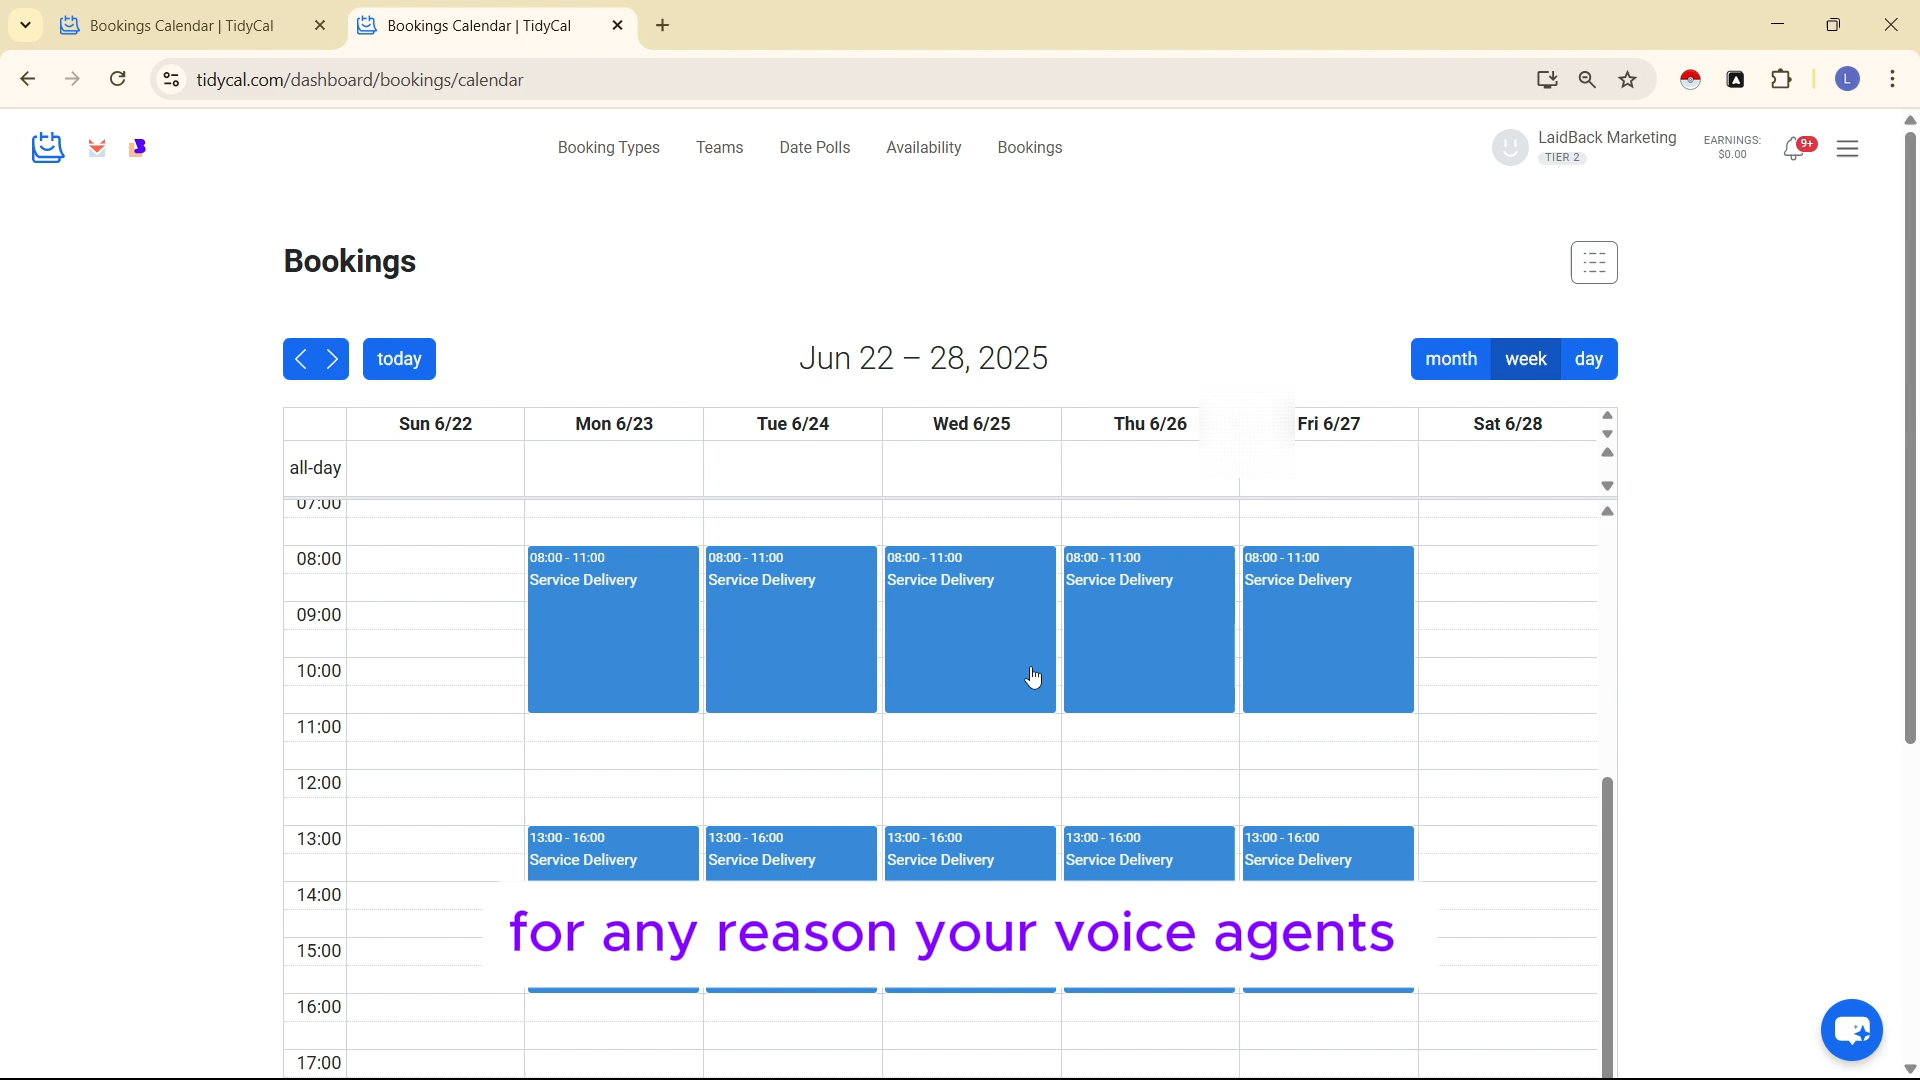 Bookings Calendar | TidyCal
Bookings Calendar | TidyCal
tidycal.com/dashboard/bookings/calendar
L
Booking Types
Teams
Date Polls
Availability
Bookings
LaidBack Marketing
TIER 2
EARNINGS:
$0.00
9+
Bookings
today
Jun 22 – 28, 2025
month
week
day
Sun 6/22
Mon 6/23
Tue 6/24
Wed 6/25
Thu 6/26
Fri 6/27
Sat 6/28
all-day
07:00
08:00
08:00 - 11:00
Service Delivery
08:00 - 11:00
Service Delivery
08:00 - 11:00
Service Delivery
08:00 - 11:00
Service Delivery
08:00 - 11:00
Service Delivery
09:00
10:00
11:00
12:00
13:00
13:00 - 16:00
Service Delivery
13:00 - 16:00
Service Delivery
13:00 - 16:00
Service Delivery
13:00 - 16:00
Service Delivery
13:00 - 16:00
Service Delivery
14:00
for any reason your voice agents
15:00
16:00
17:00